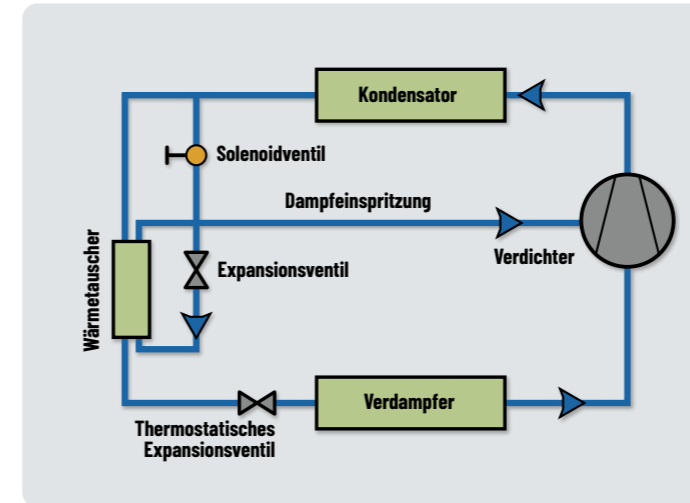 Kondensator
Solenoidventil
Dampfeinspritzung
Verdichter
Wärmetauscher
Expansionsventil
Verdampfer
Thermostatisches
Expansionsventil